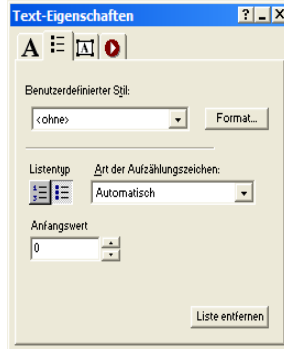 Text-Eigenschaften
A A
Benutzerdefinierter Stil:
<ohne> Format...
Listentyp Art der Aufzählungszeichen:
Automatisch
Anfangswert
0
Liste entfernen